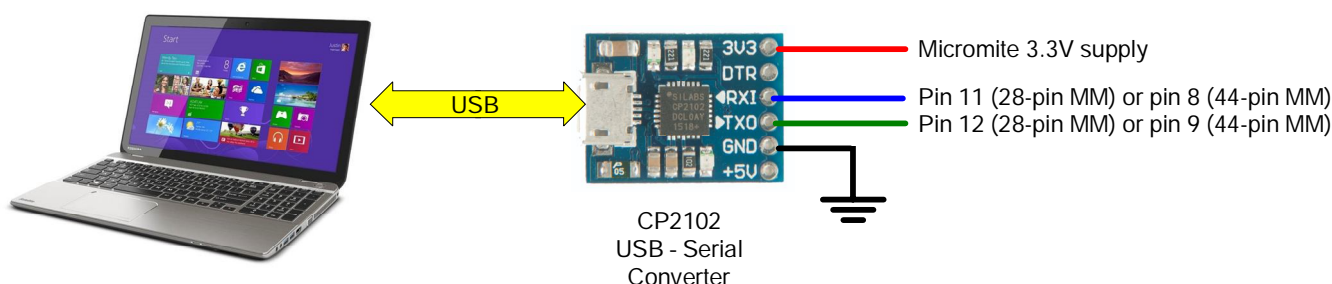 Start
USB
3V3
DTR
RXI
TXO
GND
+5V
SILABS
CP2102
DCL0AY
1518+
Micromite 3.3V supply
Pin 11 (28-pin MM) or pin 8 (44-pin MM)
Pin 12 (28-pin MM) or pin 9 (44-pin MM)
CP2102
USB - Serial
Converter